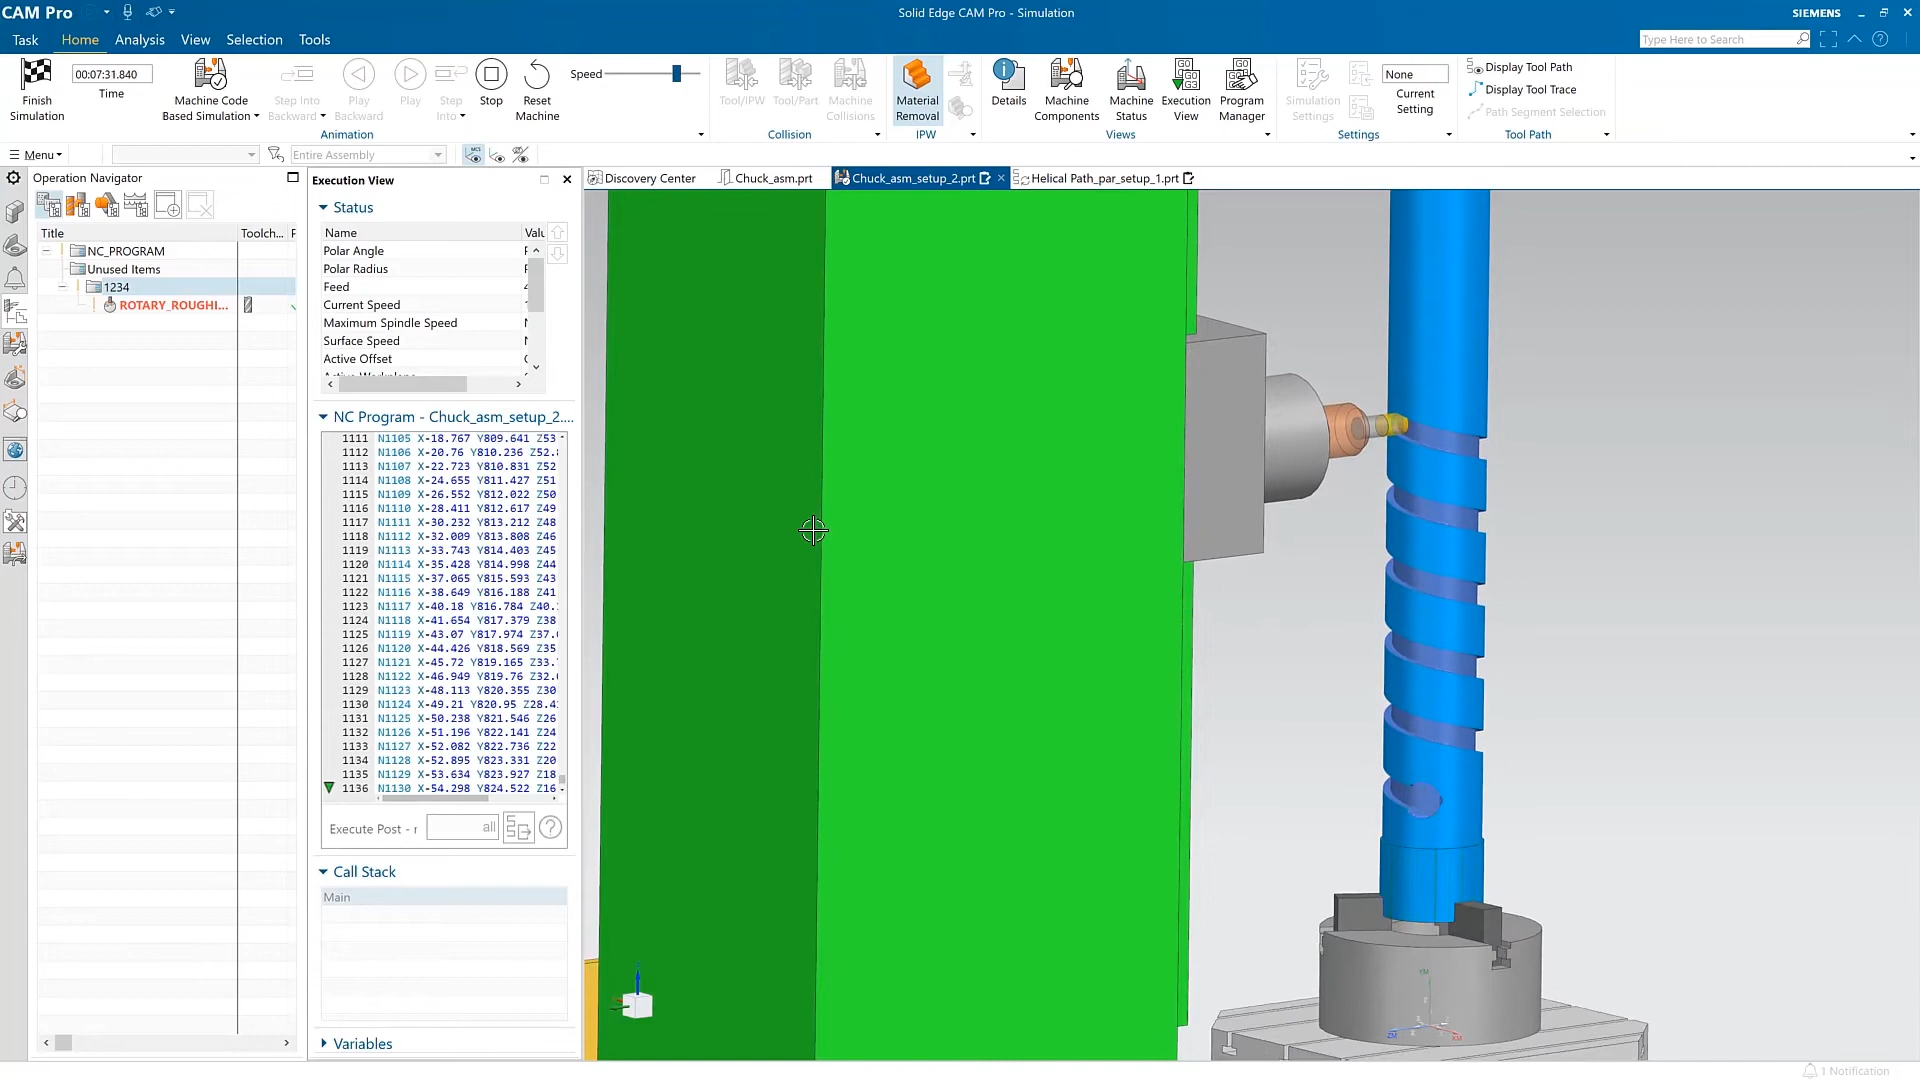 CAM Pro
Solid Edge CAM Pro - Simulation
SIEMENS
Task
Home
Analysis
View
Selection
Tools
Type Here to Search
Finish Simulation
00:07:31.840
Time
Machine Code Based Simulation
Step Into Backward
Play Backward
Play
Step Into
Stop
Reset Machine
Speed
Animation
Tool/IPW
Tool/Part
Machine Collisions
Collision
Material Removal
IPW
Details
Machine Components
Machine Status
Execution View
Program Manager
Views
Simulation Settings
None
Current Setting
Settings
Display Tool Path
Display Tool Trace
Path Segment Selection
Tool Path
Menu
Entire Assembly
Operation Navigator
Title
Toolch...
NC_PROGRAM
Unused Items
1234
ROTARY_ROUGHI...
Execution View
Status
Name
Polar Angle
Polar Radius
Feed
Current Speed
Maximum Spindle Speed
Surface Speed
Active Offset
NC Program - Chuck_asm_setup_2....
1111 N1105 X-18.767 Y809.641 Z53
1112 N1106 X-20.76 Y810.236 Z52.
1113 N1107 X-22.723 Y810.831 Z52
1114 N1108 X-24.655 Y811.427 Z51
1115 N1109 X-26.552 Y812.022 Z50
1116 N1110 X-28.411 Y812.617 Z49
1117 N1111 X-30.232 Y813.212 Z48
1118 N1112 X-32.009 Y813.808 Z46
1119 N1113 X-33.743 Y814.403 Z45
1120 N1114 X-35.428 Y814.998 Z44
1121 N1115 X-37.065 Y815.593 Z43
1122 N1116 X-38.649 Y816.188 Z41
1123 N1117 X-40.18 Y816.784 Z40.
1124 N1118 X-41.654 Y817.379 Z38
1125 N1119 X-43.07 Y817.974 Z37.
1126 N1120 X-44.426 Y818.569 Z35
1127 N1121 X-45.72 Y819.165 Z33.
1128 N1122 X-46.949 Y819.76 Z32.
1129 N1123 X-48.113 Y820.355 Z30
1130 N1124 X-49.21 Y820.95 Z28.4
1131 N1125 X-50.238 Y821.546 Z26
1132 N1126 X-51.196 Y822.141 Z24
1133 N1127 X-52.082 Y822.736 Z22
1134 N1128 X-52.895 Y823.331 Z20
1135 N1129 X-53.634 Y823.927 Z18
1136 N1130 X-54.298 Y824.522 Z16
Execute Post -
all
Call Stack
Main
Variables
Discovery Center
Chuck_asm.prt
Chuck_asm_setup_2.prt
Helical Path_par_setup_1.prt
YM
ZM
XM
1 Notification